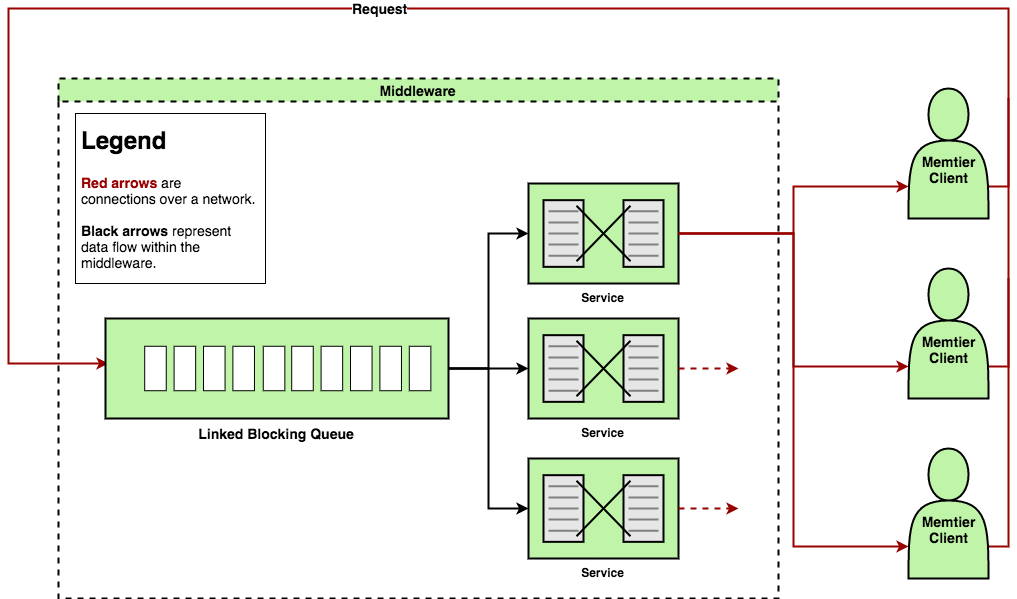 Request
Middleware
Legend
Red arrows are
connections over a network.
Black arrows represent
data flow within the
middleware.
Memtier
Client
Service
Memtier
Client
Linked Blocking Queue
Service
Memtier
Client
Service